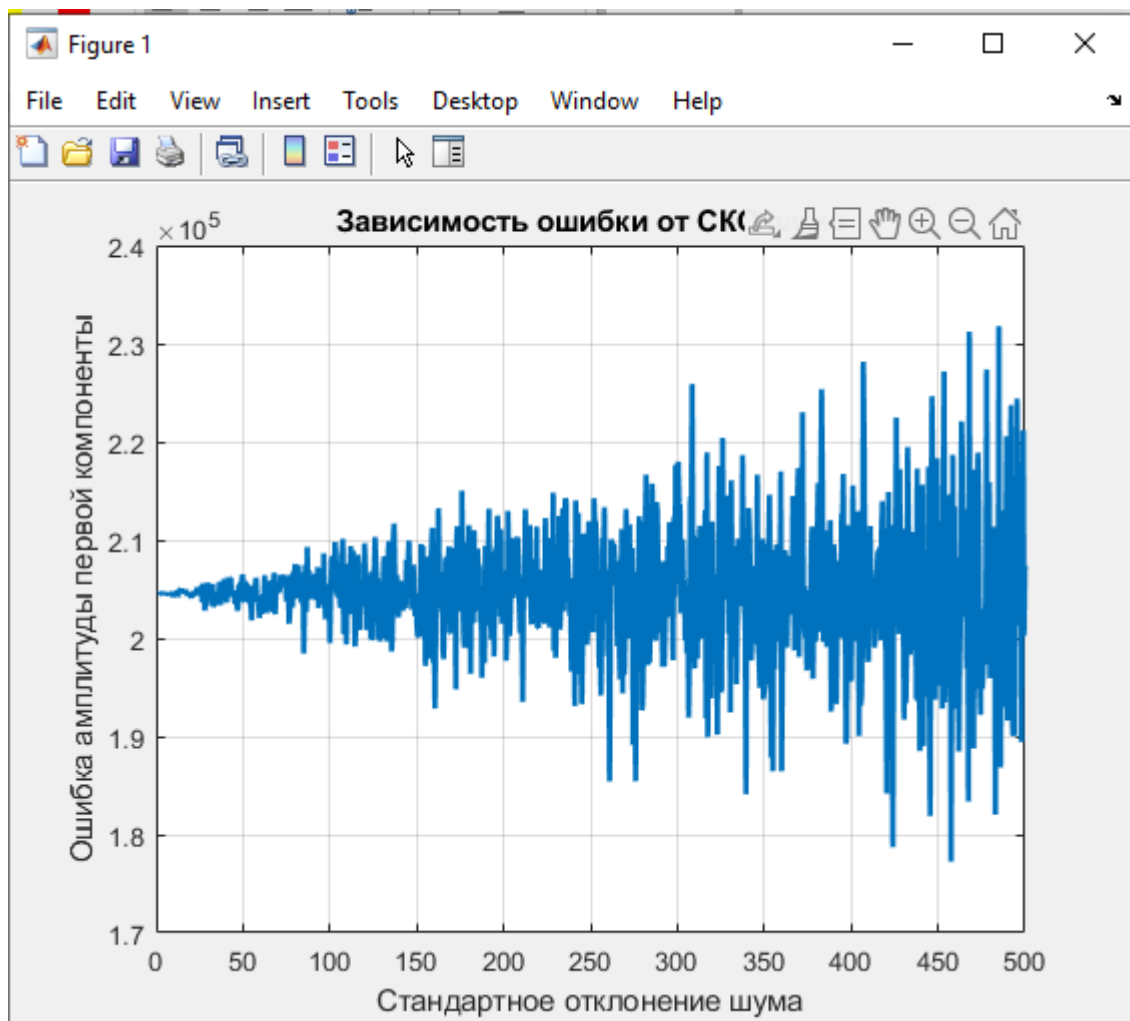 Figure 1
File Edit View Insert Tools Desktop Window Help
× 10^5
Зависимость ошибки от СКО
2.4
2.3
2.2
2.1
2
1.9
1.8
1.7
Ошибка амплитуды первой компоненты
0 50 100 150 200 250 300 350 400 450 500
Стандартное отклонение шума